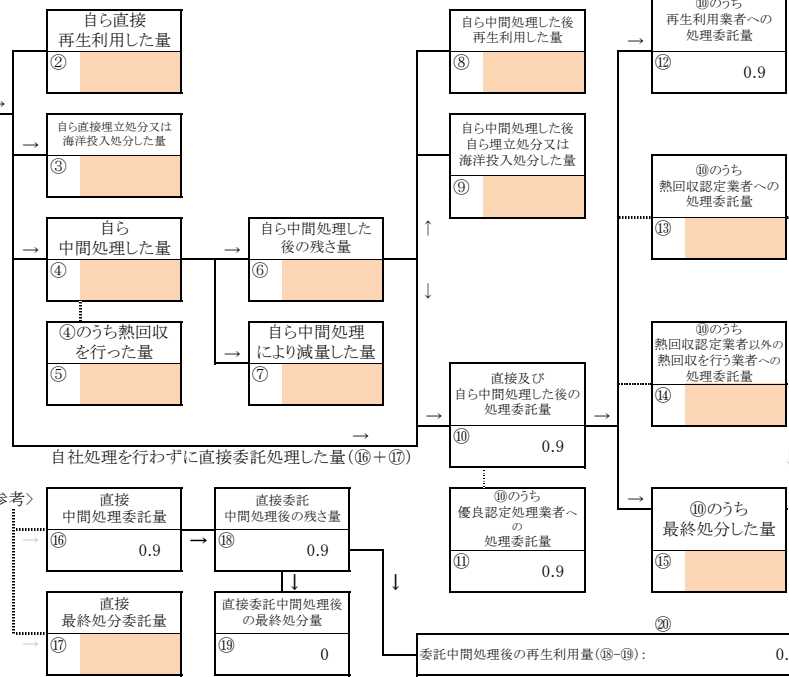 自ら直接
再生利用した量
②
→
自ら直接埋立処分又は
海洋投入処分した量
→
③
自ら
中間処理した量
→
④
④のうち熱回収
を行った量
⑤
自ら中間処理した
後の残さ量
→
⑥
自ら中間処理
により減量した量
→
⑦
自ら中間処理した後
再生利用した量
⑧
自ら中間処理した後
自ら埋立処分又は
海洋投入処分した量
⑨
↑
↓
直接及び
自ら中間処理した後の
処理委託量
→
⑩
0.9
→
⑩のうち
優良認定処理業者へ
の
処理委託量
⑪
0.9
⑩のうち
再生利用業者への
処理委託量
→
⑫
0.9
⑩のうち
熱回収認定業者への
処理委託量
⑬
⑩のうち
熱回収認定業者以外の
熱回収を行う業者への
処理委託量
⑭
⑩のうち
最終処分した量
→
⑮
→
自社処理を行わずに直接委託処理した量(⑯＋⑰)
参考>
直接
中間処理委託量
→
⑯
0.9
→
直接委託
中間処理後の残さ量
⑱
0.9
↓
↓
直接
最終処分委託量
→
⑰
直接委託中間処理後
の最終処分量
⑲
0
⑳
委託中間処理後の再生利用量(⑱-⑲)：
0.